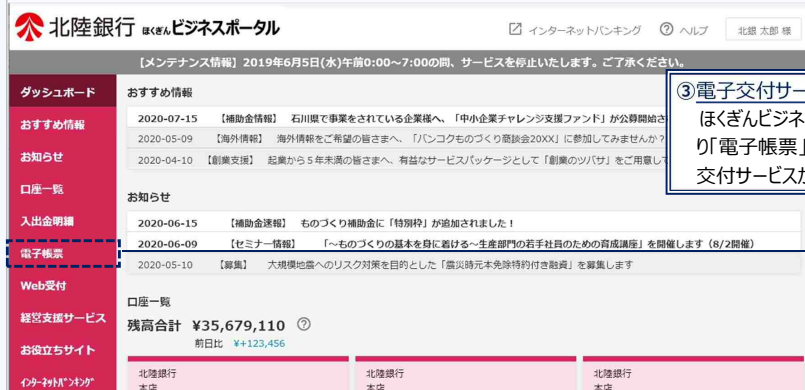 北陸銀行 ほくぎんビジネスポータル
インターネットバンキング ヘルプ 北銀 太郎 様
【メンテナンス情報】2019年6月5日(水)午前0:00～7:00の間、サービスを停止いたします。ご了承ください。
ダッシュボード
おすすめ情報
お知らせ
口座一覧
入出金明細
電子帳票
Web受付
経営支援サービス
お役立ちサイト
インターネットバンキング
おすすめ情報
2020-07-15 【補助金情報】 石川県で事業をされている企業様へ、「中小企業チャレンジ支援ファンド」が公募開始さ
2020-05-09 【海外情報】 海外情報をご希望の皆さまへ、「バンコクものづくり商談会20XX」に参加してみませんか？
2020-04-10 【創業支援】 起業から５年未満の皆さまへ、有益なサービスパッケージとして「創業のツバサ」をご用意して
③電子交付サー
ほくぎんビジネ
り「電子帳票」
交付サービスが
お知らせ
2020-06-15 【補助金速報】 ものづくり補助金に「特別枠」が追加されました！
2020-06-09 【セミナー情報】 「～ものづくりの基本を身に着ける～生産部門の若手社員のための育成講座」を開催します（8/2開催）
2020-05-10 【募集】 大規模地震へのリスク対策を目的とした「震災時元本免除特約付き融資」を募集します
口座一覧
残高合計 ¥35,679,110
前日比 ¥+123,456
北陸銀行 北陸銀行 北陸銀行
本店 本店 本店